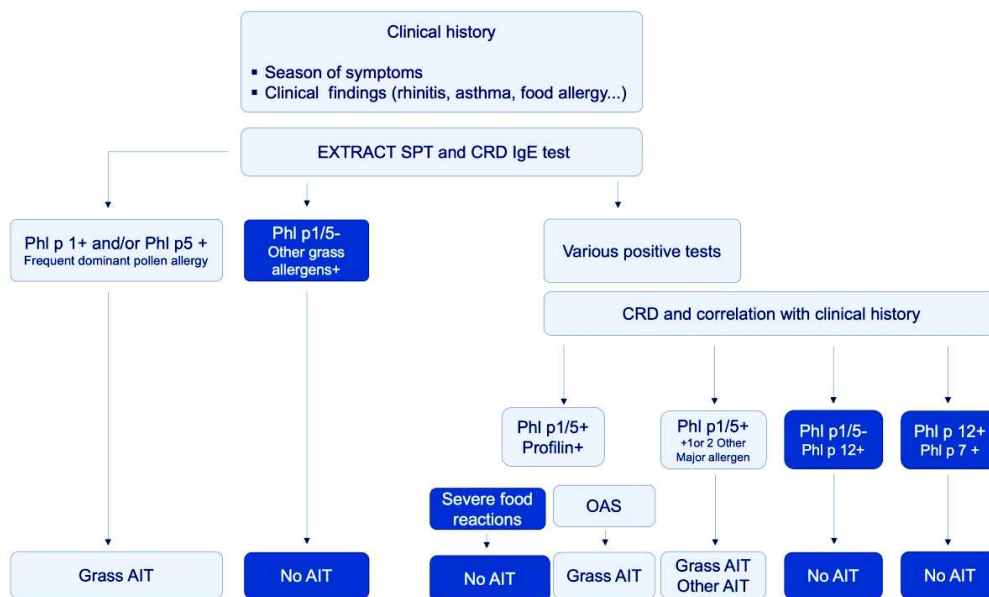 Clinical history
▪ Season of symptoms
▪ Clinical findings (rhinitis, asthma, food allergy...)
EXTRACT SPT and CRD IgE test
Phl p 1+ and/or Phl p5 +
Frequent dominant pollen allergy
Phl p1/5-
Other grass
allergens+
Various positive tests
CRD and correlation with clinical history
Phl p1/5+
Profilin+
Phl p1/5+
+1or 2 Other
Major allergen
Phl p1/5-
Phl p 12+
Phl p 12+
Phl p 7 +
Severe food
reactions
OAS
Grass AIT
No AIT
No AIT
Grass AIT
Grass AIT
Other AIT
No AIT
No AIT